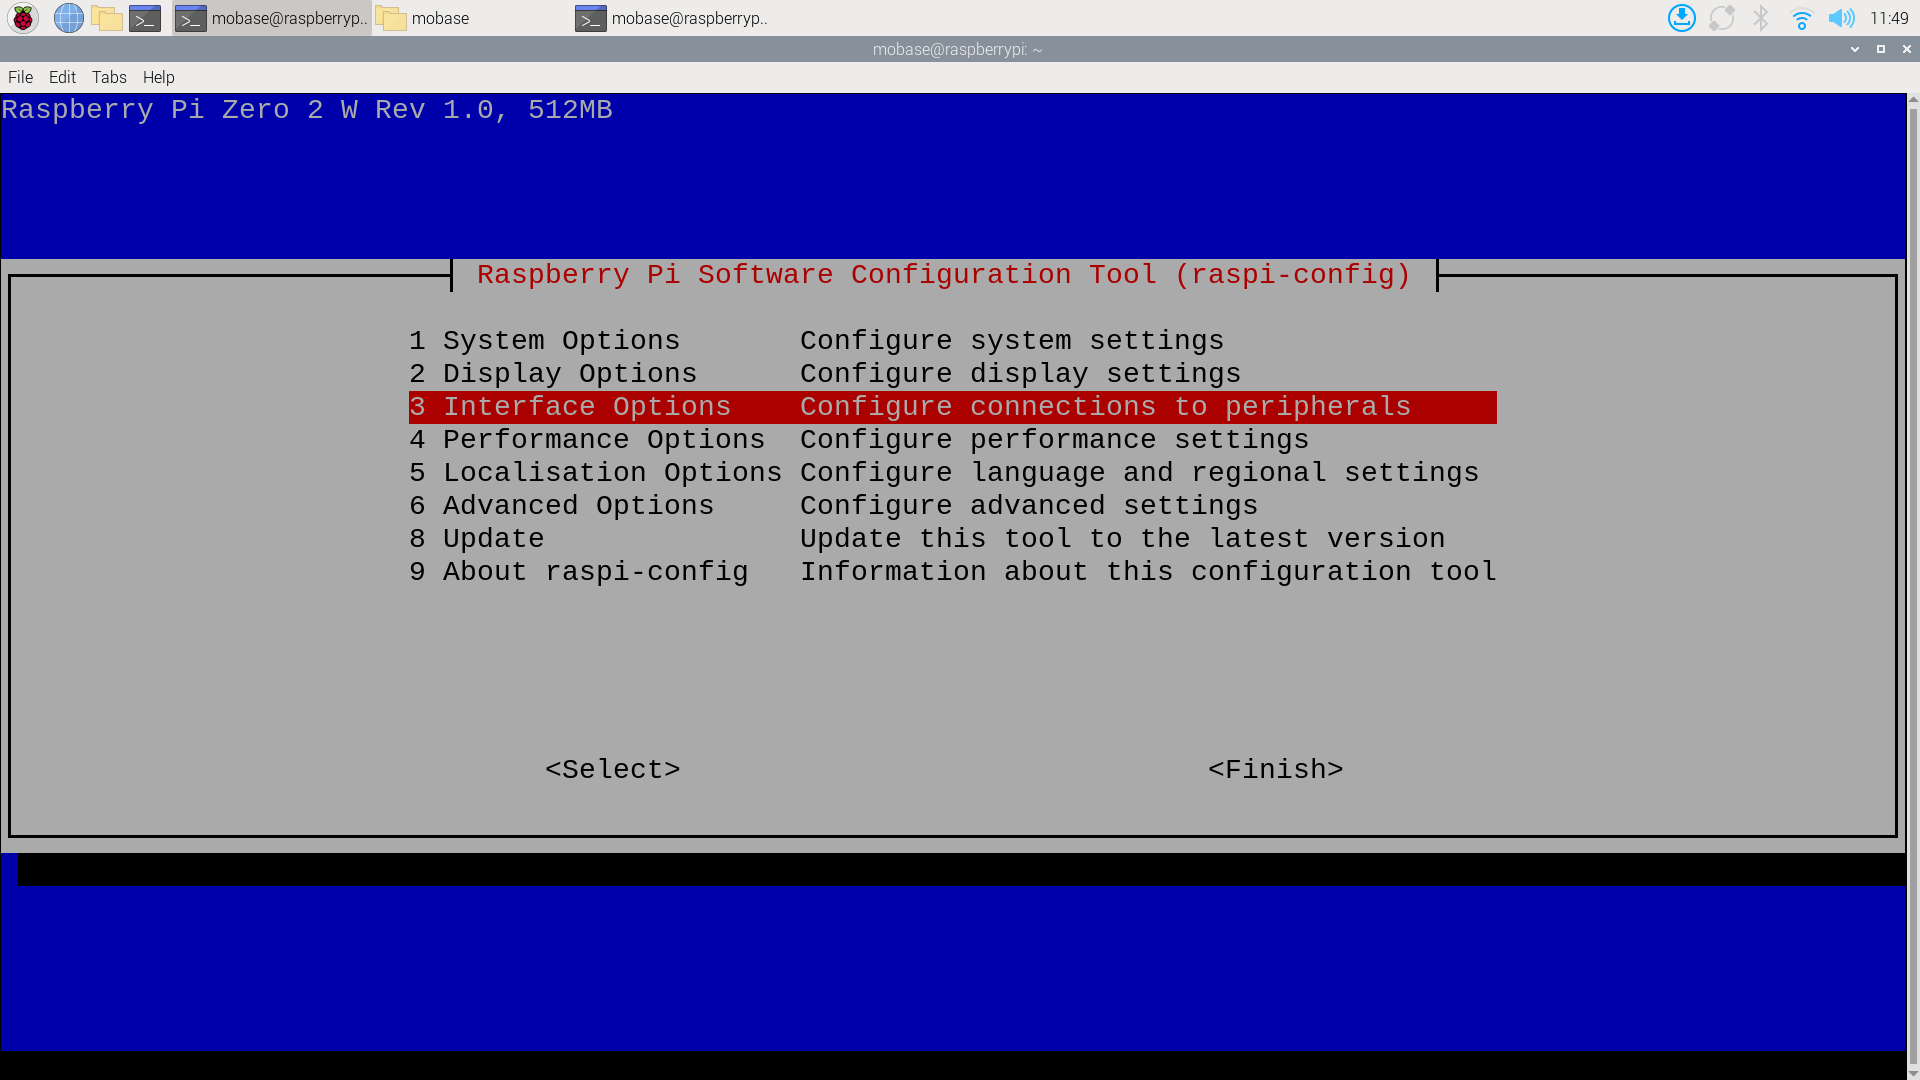 mobase@raspberryp.. mobase mobase@raspberryp.. 11:49
mobase@raspberrypi: ~
File Edit Tabs Help
Raspberry Pi Zero 2 W Rev 1.0, 512MB
Raspberry Pi Software Configuration Tool (raspi-config)
1 System Options Configure system settings
2 Display Options Configure display settings
3 Interface Options Configure connections to peripherals
4 Performance Options Configure performance settings
5 Localisation Options Configure language and regional settings
6 Advanced Options Configure advanced settings
8 Update Update this tool to the latest version
9 About raspi-config Information about this configuration tool
<Select> <Finish>